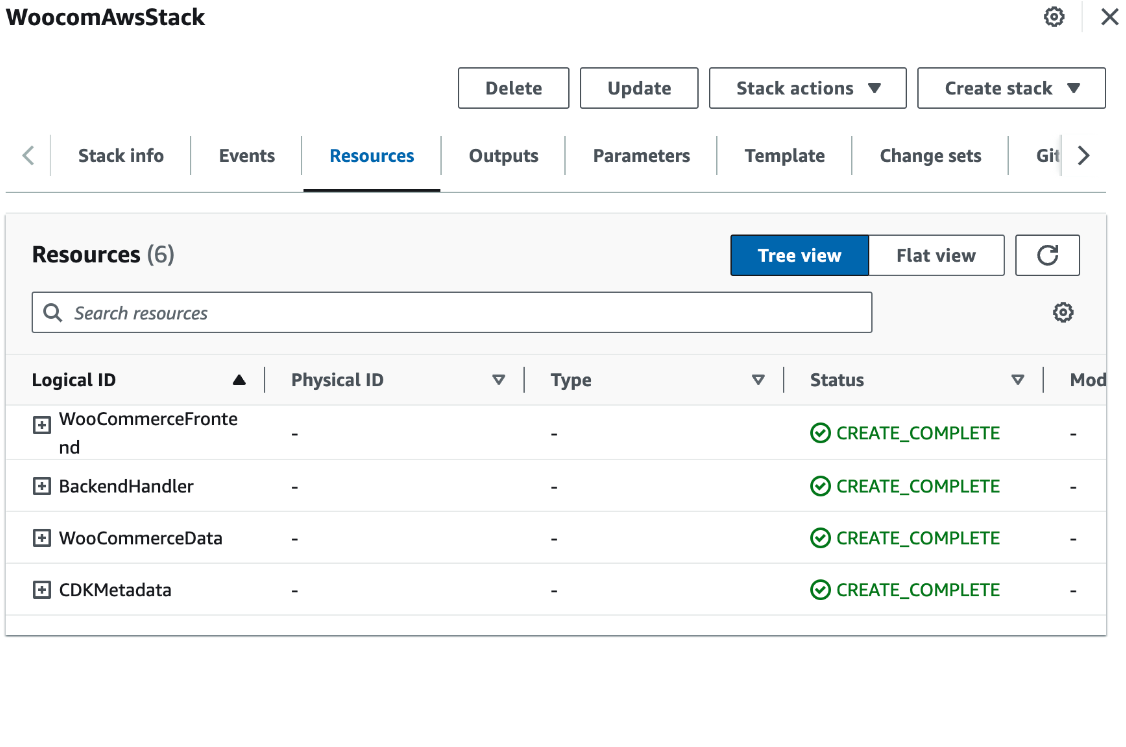 WoocomAwsStack
Delete Update Stack actions Create stack
Stack info Events Resources Outputs Parameters Template Change sets Git
Resources (6)
Tree view Flat view
Search resources
Logical ID Physical ID Type Status Mod
WooCommerceFronte
nd - - CREATE_COMPLETE -
BackendHandler - - CREATE_COMPLETE -
WooCommerceData - - CREATE_COMPLETE -
CDKMetadata - - CREATE_COMPLETE -